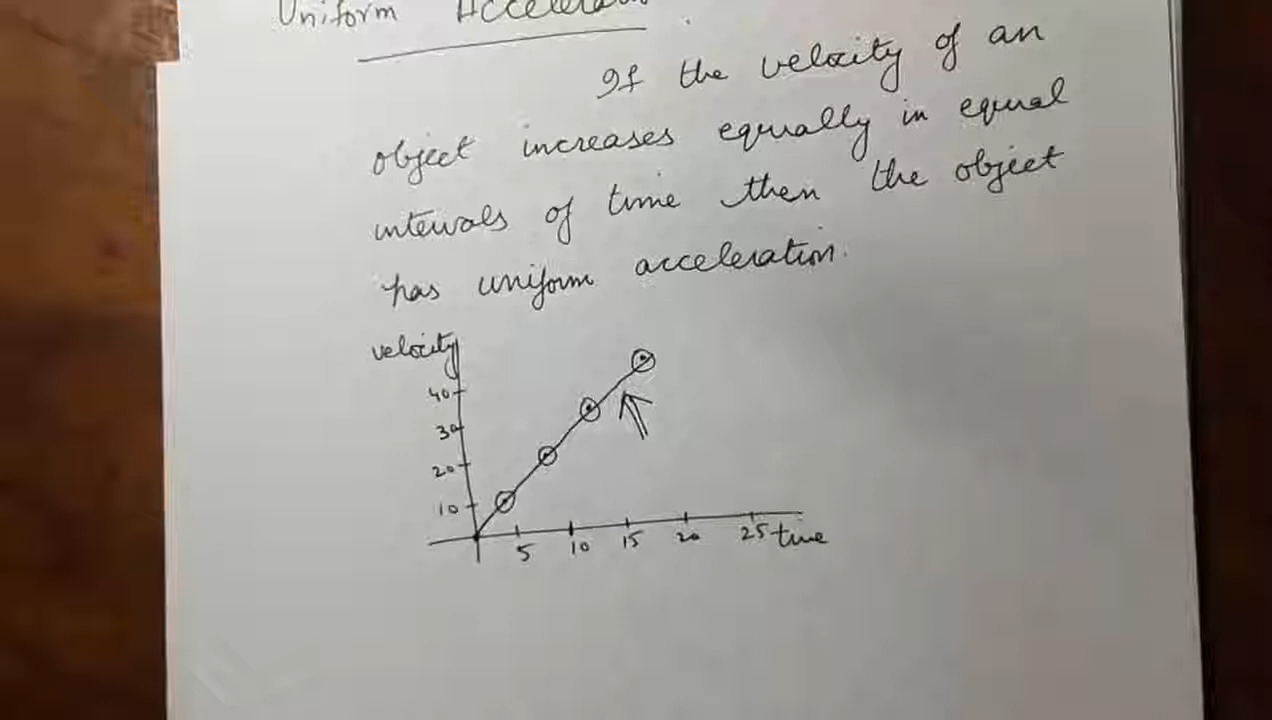 Uniform
If the velocity of an
object increases equally in equal
intervals of time then the object
has uniform acceleration.
velocity
40
30
20
10
5 10 15 20 25 time